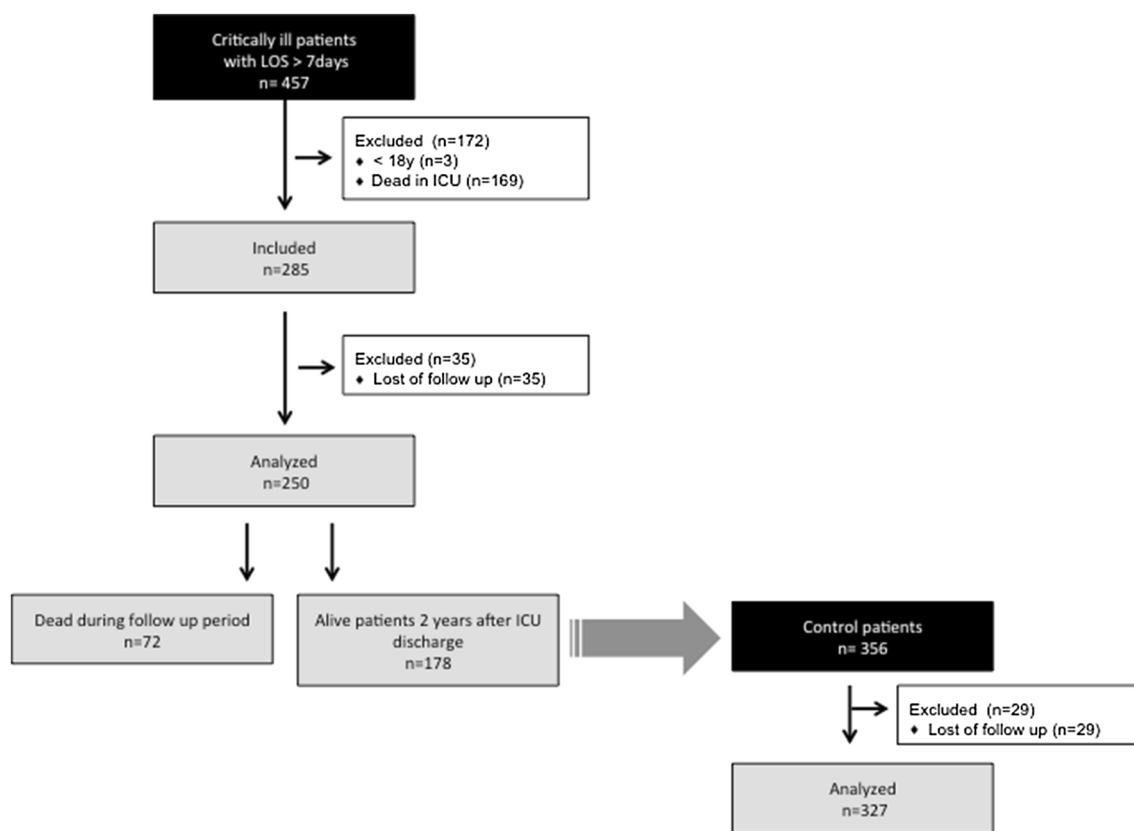 Critically ill patients
with LOS > 7days
n= 457
Excluded (n=172)
♦ < 18y (n=3)
♦ Dead in ICU (n=169)
Included
n=285
Excluded (n=35)
♦ Lost of follow up (n=35)
Analyzed
n=250
Dead during follow up period
n=72
Alive patients 2 years after ICU
discharge
n=178
Control patients
n= 356
Excluded (n=29)
♦ Lost of follow up (n=29)
Analyzed
n=327